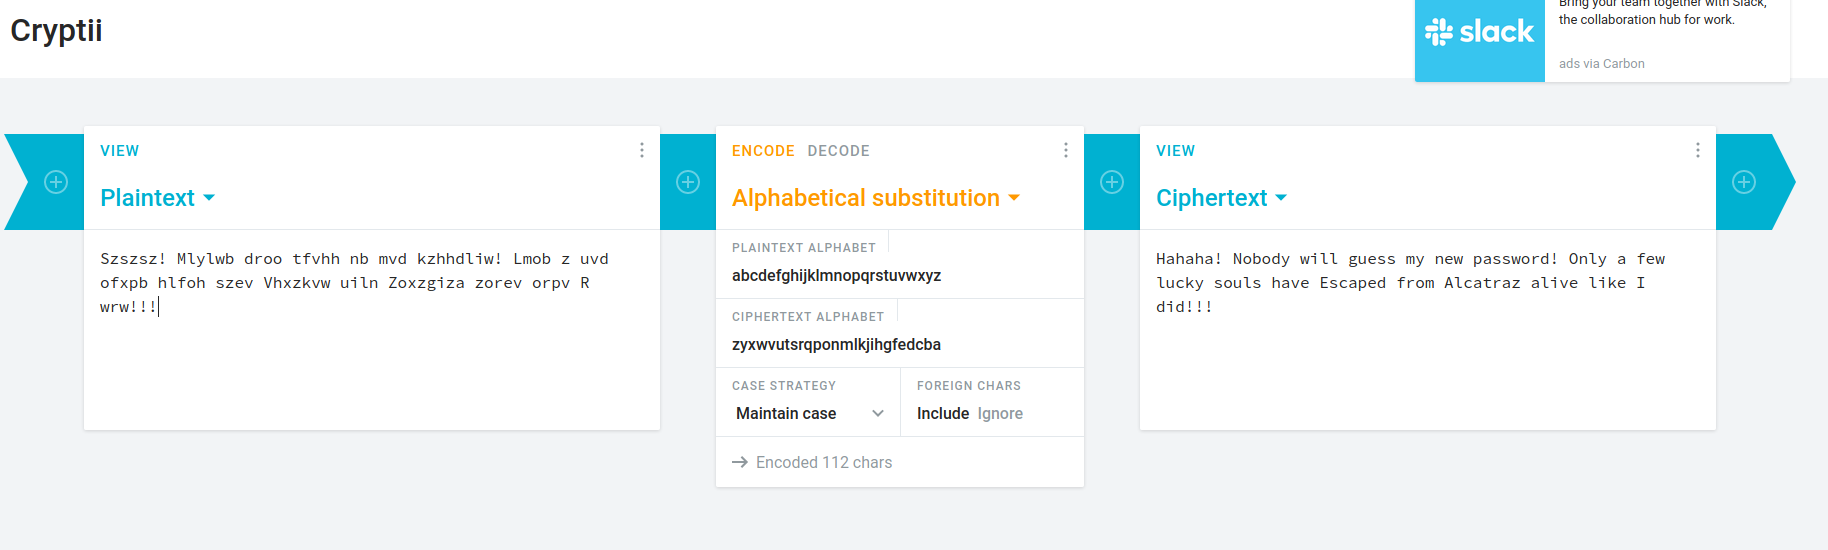 Cryptii
Bring your team together with Slack,
the collaboration hub for work.
slack
ads via Carbon
VIEW
Plaintext
Szszsz! Mlylwb droo tfvhh nb mvd kzhhdliw! Lmob z uvd
ofxpb hlfoh szev Vhxzkvw uiln Zoxzgiza zorev orpv R
wrw!!!
ENCODE DECODE
Alphabetical substitution
PLAINTEXT ALPHABET
abcdefghijklmnopqrstuvwxyz
CIPHERTEXT ALPHABET
zyxwvutsrqponmlkjihgfedcba
CASE STRATEGY
Maintain case
FOREIGN CHARS
Include Ignore
Encoded 112 chars
VIEW
Ciphertext
Hahaha! Nobody will guess my new password! Only a few
lucky souls have Escaped from Alcatraz alive like I
did!!!